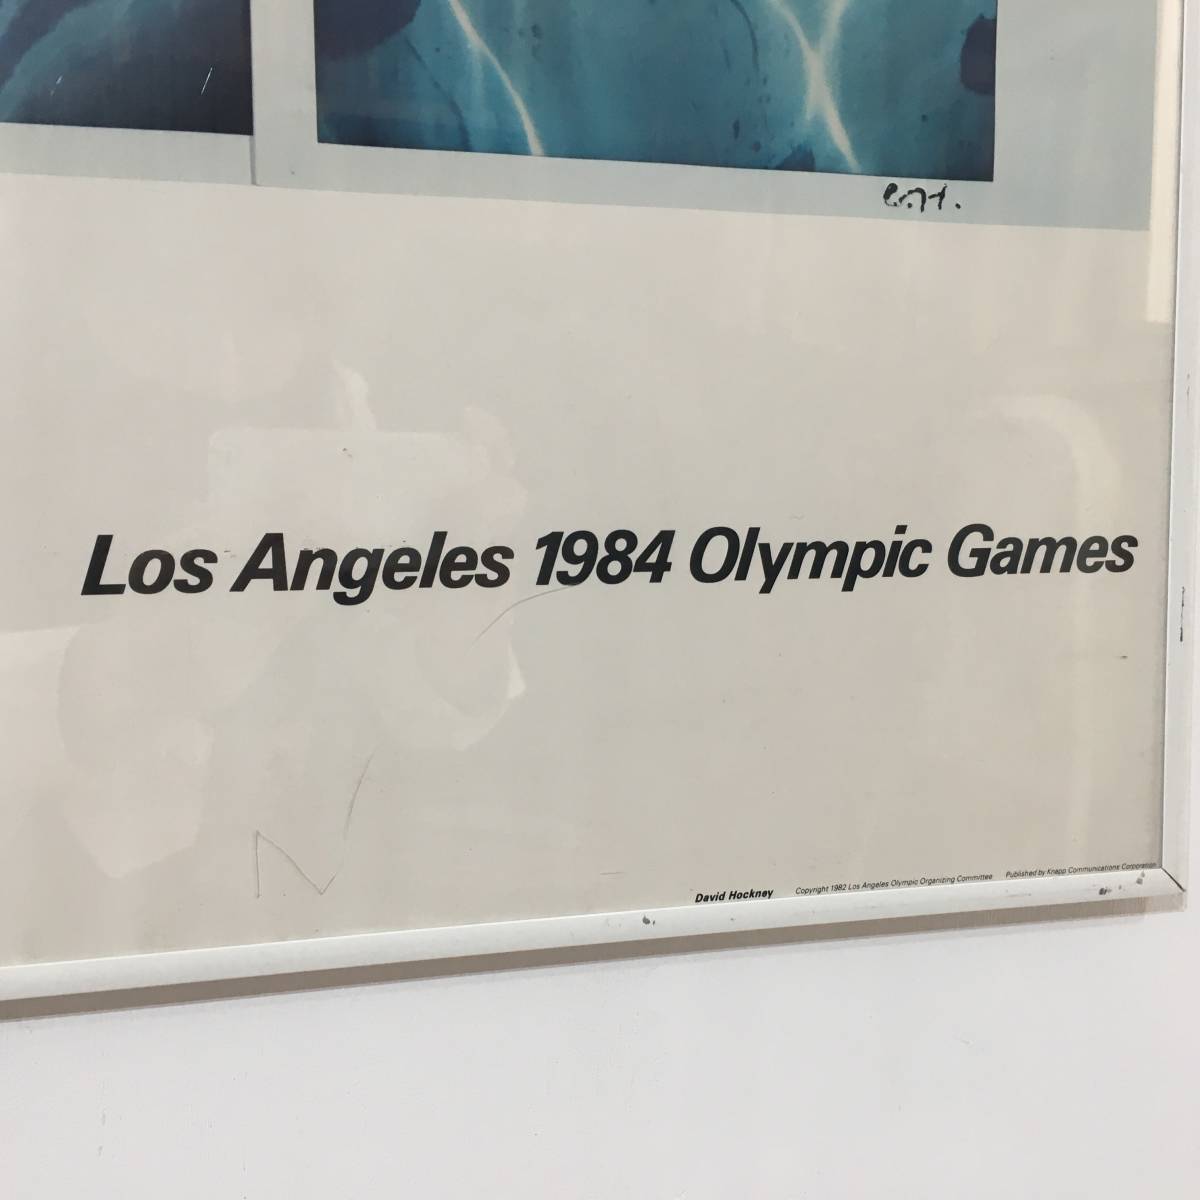 Los Angeles 1984 Olympic Games
David Hockney Copyright 1982 Los Angeles Olympic Organizing Committee Published by Knapp Communications Corporation